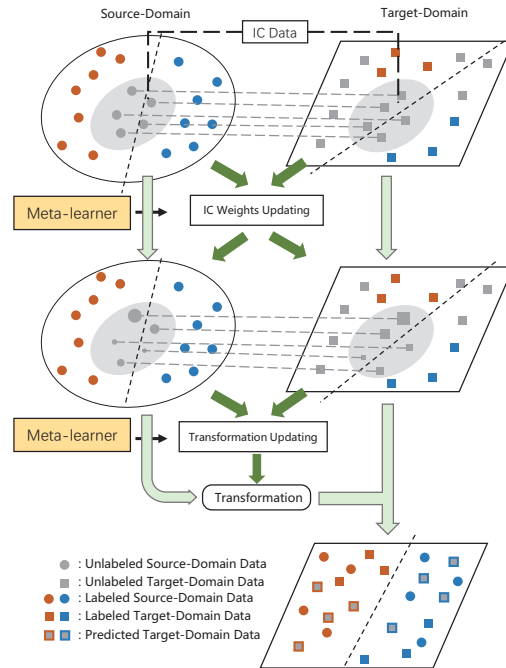 Source-Domain
Target-Domain
IC Data
Meta-learner
IC Weights Updating
Meta-learner
Transformation Updating
Transformation
: Unlabeled Source-Domain Data
: Unlabeled Target-Domain Data
: Labeled Source-Domain Data
: Labeled Target-Domain Data
: Predicted Target-Domain Data